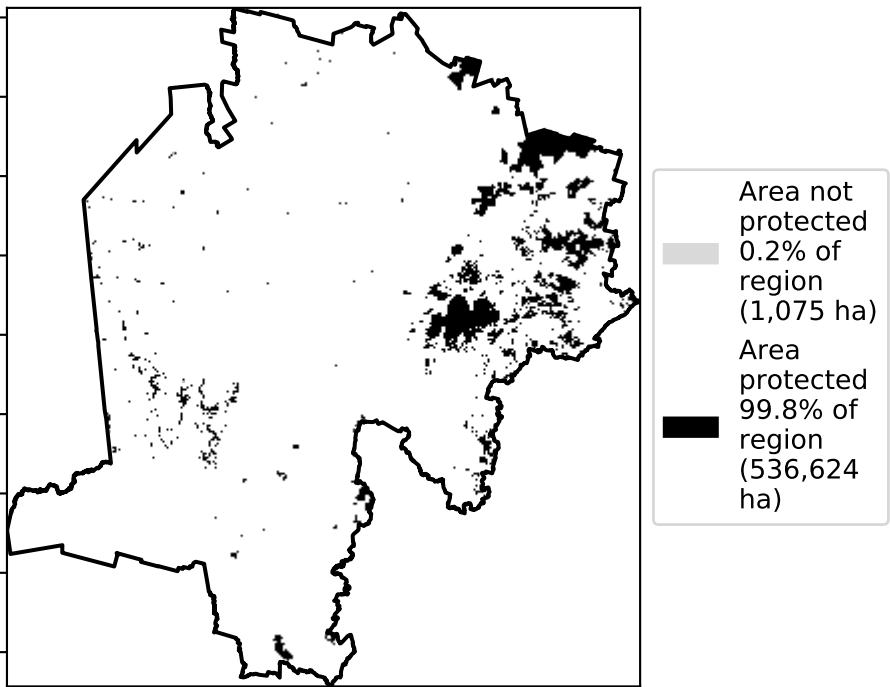 Area not
protected
0.2% of
region
(1,075 ha)
Area
protected
99.8% of
region
(536,624
ha)